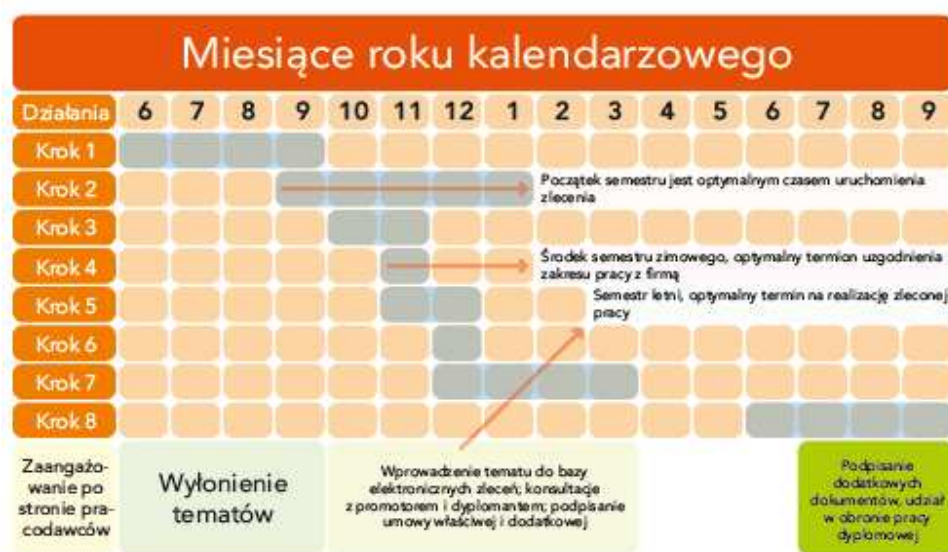 Miesiące roku kalendarzowego
Działania 6 7 8 9 10 11 12 1 2 3 4 5 6 7 8 9
Krok 1
Krok 2
Początek semestru jest optymalnym czasem uruchomienia
zlecenia
Krok 3
Krok 4
Środek semestru zimowego, optymalny termion uzgodnienia
zakresu pracy z firmą
Krok 5
Semestr letni, optymalny termin na realizację zleconej
pracy
Krok 6
Krok 7
Krok 8
Zaangażo-
wanie po
stronie pra-
codawców
Wyłonienie
tematów
Wprowadzenie tematu do bazy
elektronicznych zleceń; konsultacje
z promotorem i dyplomantem; podpisanie
umowy właściwej i dodatkowej
Podpisanie
dodatkowych
dokumentów, udział
w obronie pracy
dyplomowej